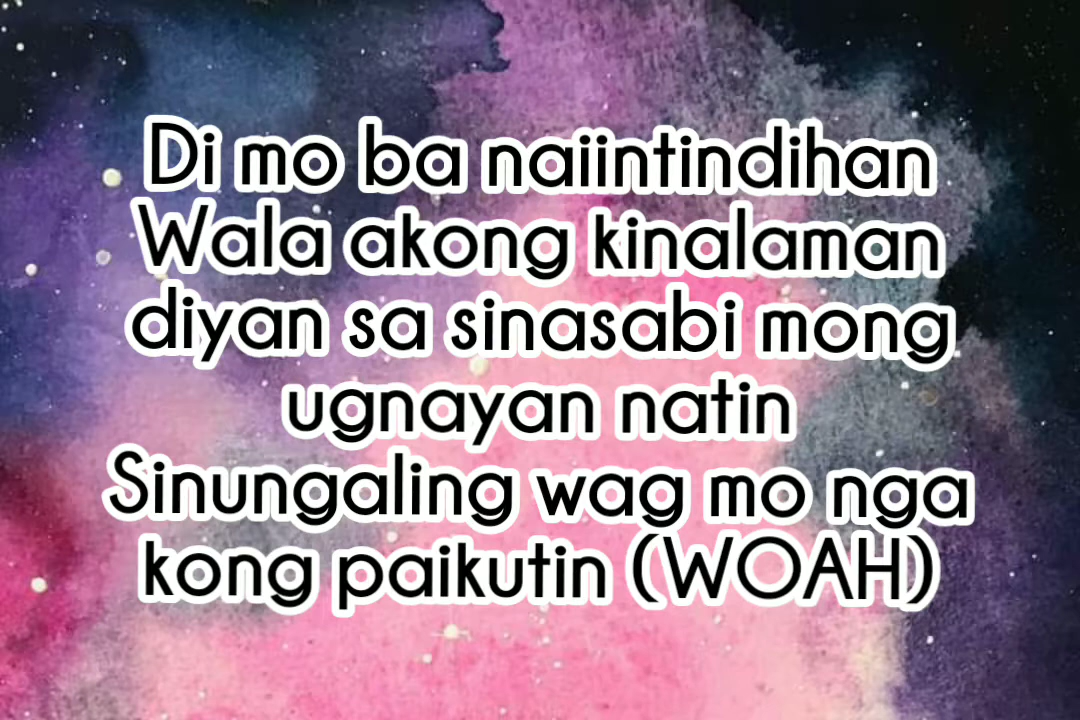 Di mo ba naiintindihan
Wala akong kinalaman
diyan sa sinasabi mong
ugnayan natin
Sinungaling wag mo nga
kong paikutin (WOAH)